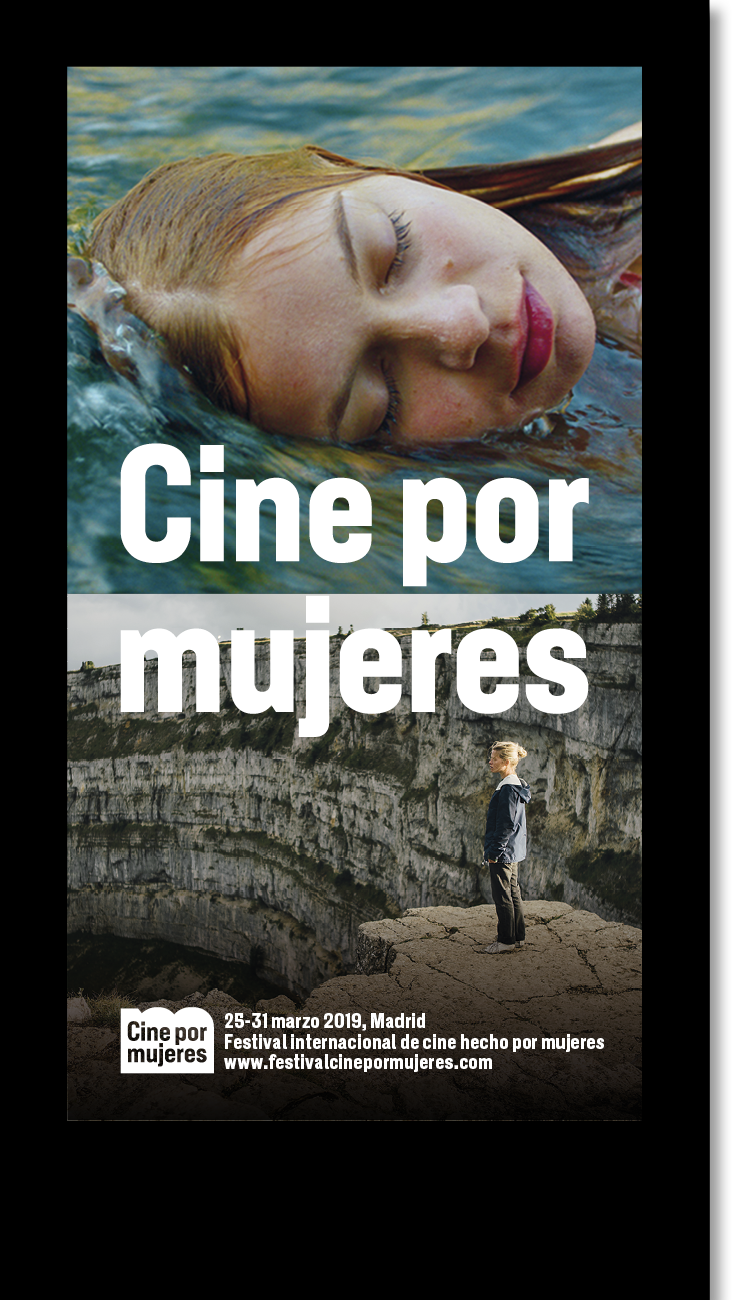 Cine por
mujeres
Cine por
mujeres
25-31 marzo 2019, Madrid
Festival internacional de cine hecho por mujeres
www.festivalcinepormujeres.com